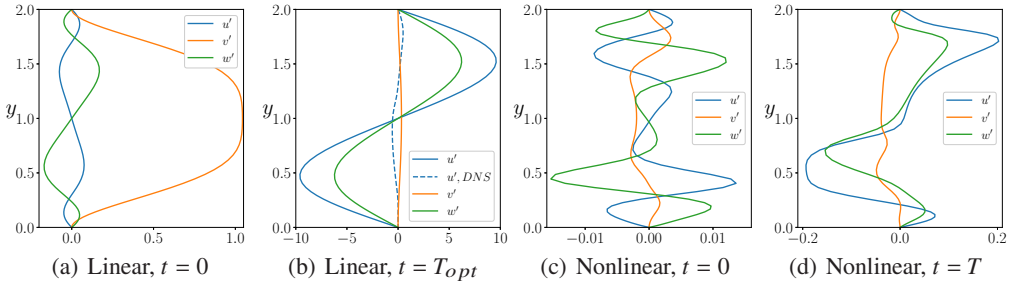 2.0
1.5
1.0
0.5
0.0
y
0.0
0.5
1.0
u′
v′
w′
(a) Linear, t = 0
2.0
1.5
1.0
0.5
0.0
y
−10
−5
0
5
10
u′
u′, DNS
v′
w′
(b) Linear, t = T_opt
2.0
1.5
1.0
0.5
0.0
y
−0.01
0.00
0.01
u′
v′
w′
(c) Nonlinear, t = 0
2.0
1.5
1.0
0.5
0.0
y
−0.2
0.0
0.2
u′
v′
w′
(d) Nonlinear, t = T